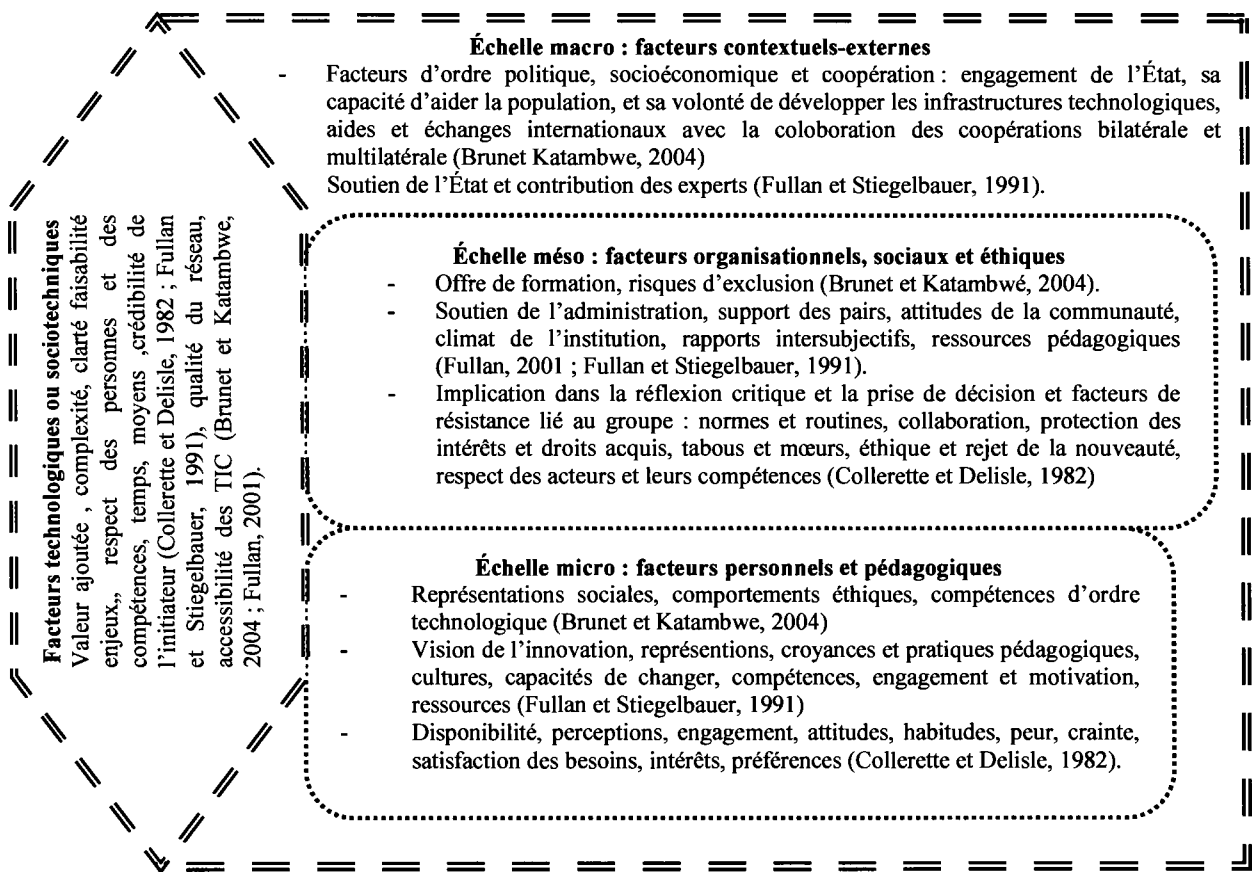 Échelle macro : facteurs contextuels-externes
- Facteurs d'ordre politique, socioéconomique et coopération : engagement de l'État, sa
capacité d'aider la population, et sa volonté de développer les infrastructures technologiques,
aides et échanges internationaux avec la coloboration des coopérations bilatérale et
multilatérale (Brunet Katambwe, 2004)
Soutien de l'État et contribution des experts (Fullan et Stiegelbauer, 1991).
Facteurs technologiques ou sociotechniques
Valeur ajoutée , complexité, clarté faisabilité
enjeux,, respect des personnes et des
compétences, temps, moyens ,crédibilité de
l'initiateur (Collerette et Delisle, 1982 ; Fullan
et Stiegelbauer, 1991), qualité du réseau,
accessibilité des TIC (Brunet et Katambwe,
2004 ; Fullan, 2001).
Échelle méso : facteurs organisationnels, sociaux et éthiques
- Offre de formation, risques d'exclusion (Brunet et Katambwé, 2004).
- Soutien de l'administration, support des pairs, attitudes de la communauté,
climat de l'institution, rapports intersubjectifs, ressources pédagogiques
(Fullan, 2001 ; Fullan et Stiegelbauer, 1991).
- Implication dans la réflexion critique et la prise de décision et facteurs de
résistance lié au groupe : normes et routines, collaboration, protection des
intérêts et droits acquis, tabous et mœurs, éthique et rejet de la nouveauté,
respect des acteurs et leurs compétences (Collerette et Delisle, 1982)
Échelle micro : facteurs personnels et pédagogiques
- Représentations sociales, comportements éthiques, compétences d'ordre
technologique (Brunet et Katambwe, 2004)
- Vision de l'innovation, représentions, croyances et pratiques pédagogiques,
cultures, capacités de changer, compétences, engagement et motivation,
ressources (Fullan et Stiegelbauer, 1991)
- Disponibilité, perceptions, engagement, attitudes, habitudes, peur, crainte,
satisfaction des besoins, intérêts, préférences (Collerette et Delisle, 1982).